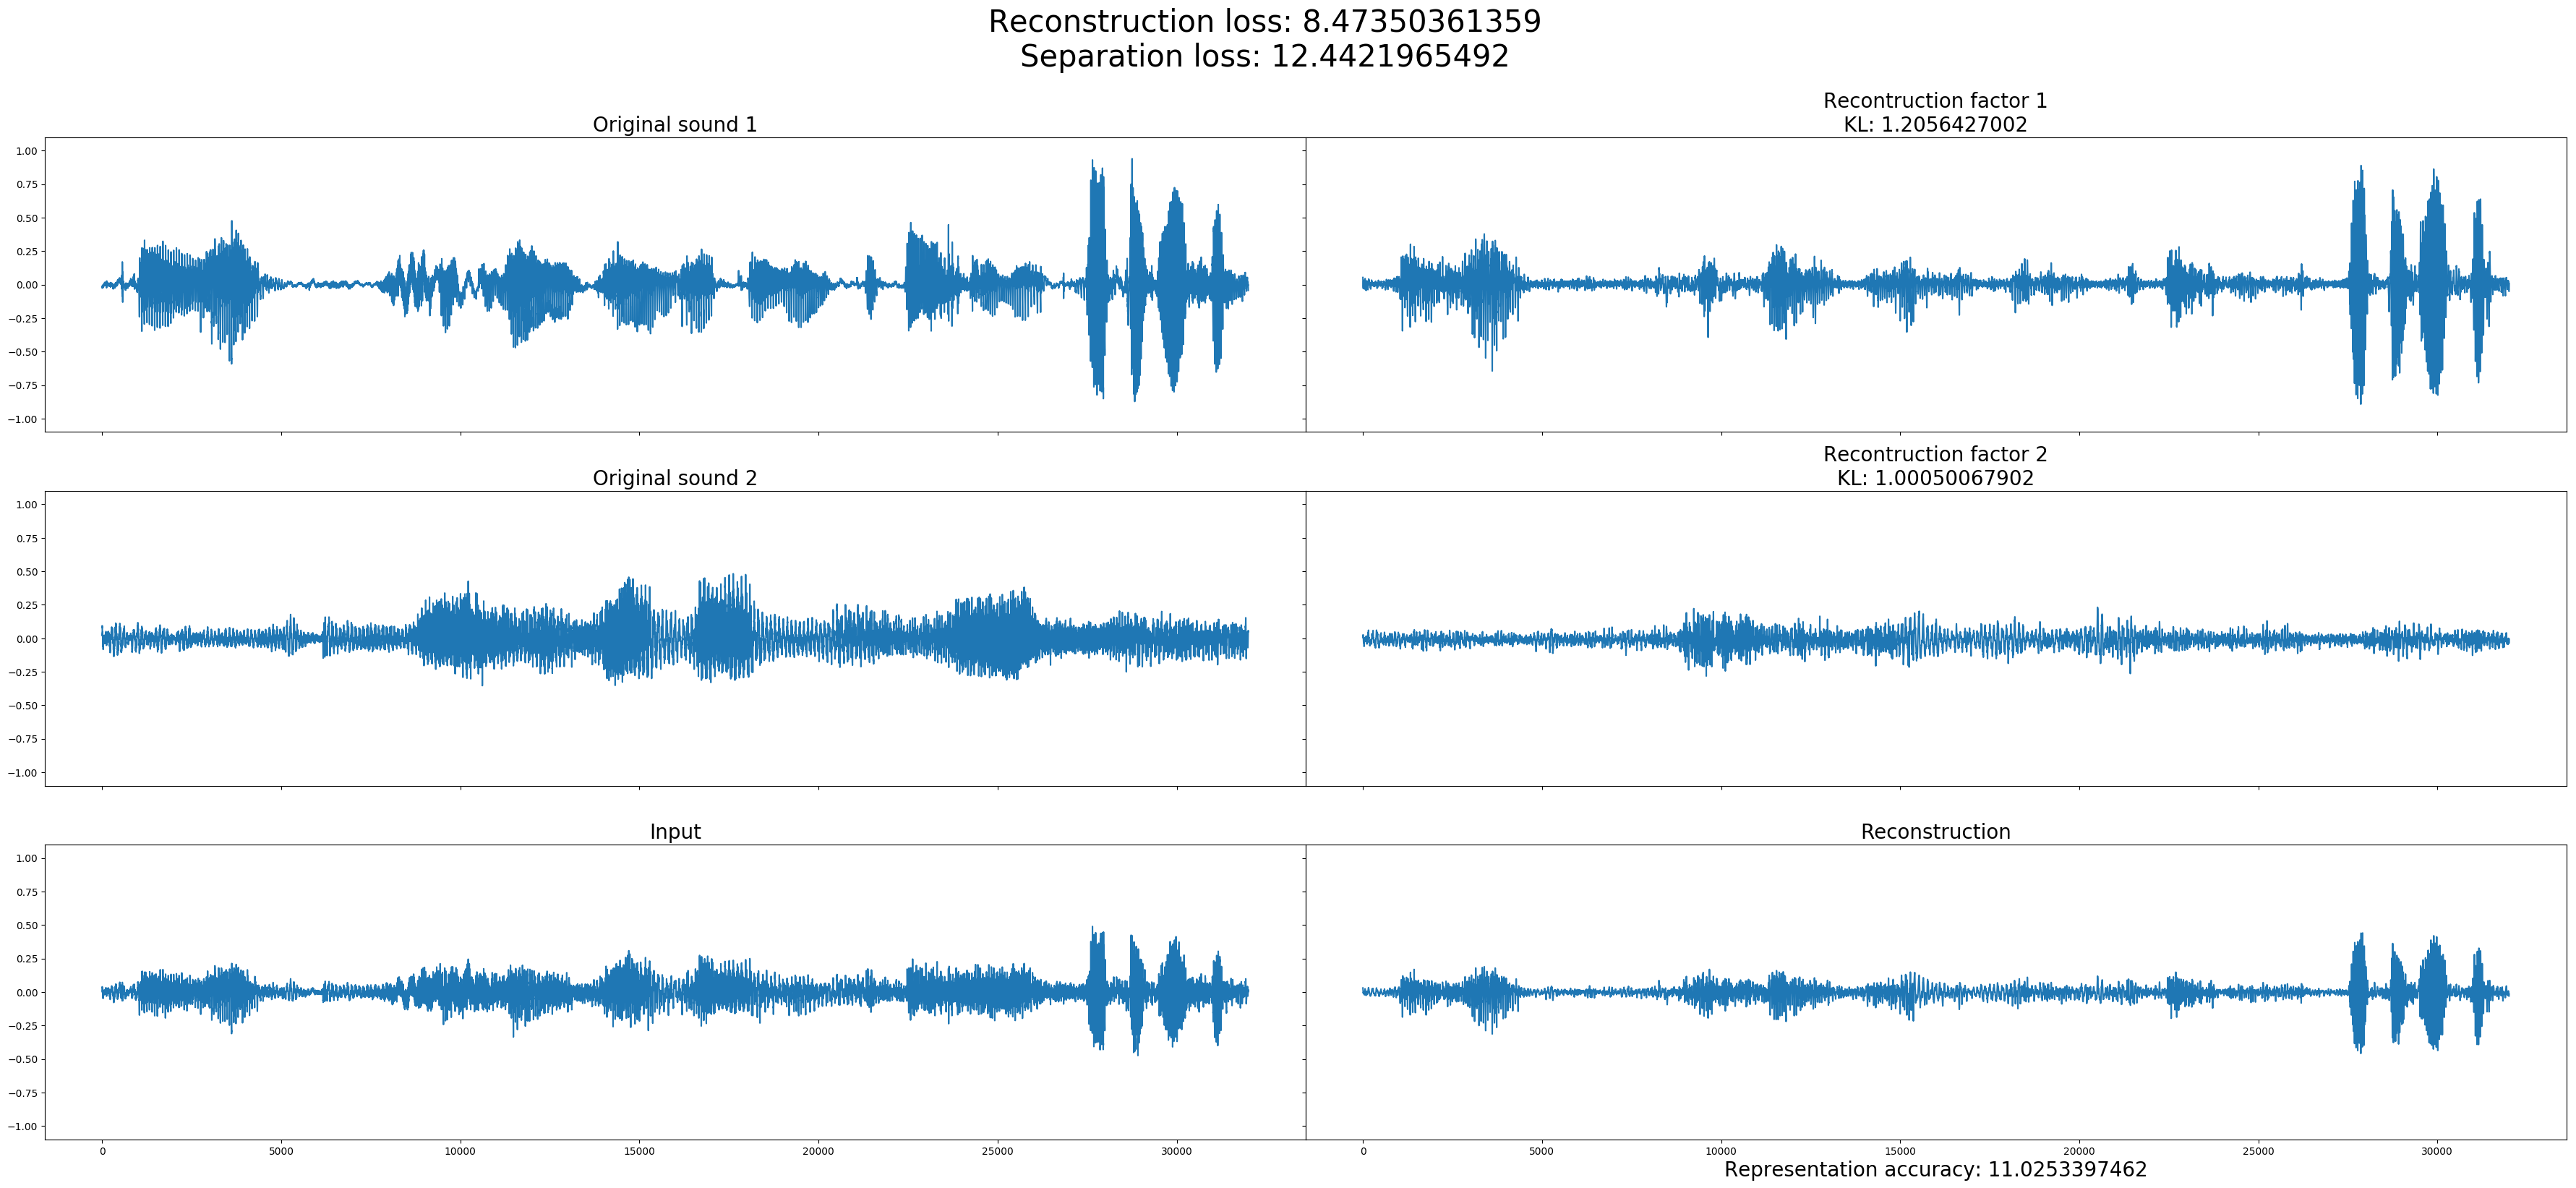 Reconstruction loss: 8.47350361359
Separation loss: 12.4421965492
Original sound 1
Recontruction factor 1
KL: 1.2056427002
1.00
0.75
0.50
0.25
0.00
−0.25
−0.50
−0.75
−1.00
Original sound 2
Recontruction factor 2
KL: 1.00050067902
1.00
0.75
0.50
0.25
0.00
−0.25
−0.50
−0.75
−1.00
Input
Reconstruction
1.00
0.75
0.50
0.25
0.00
−0.25
−0.50
−0.75
−1.00
0 5000 10000 15000 20000 25000 30000
0 5000 10000 15000 20000 25000 30000
Representation accuracy: 11.0253397462